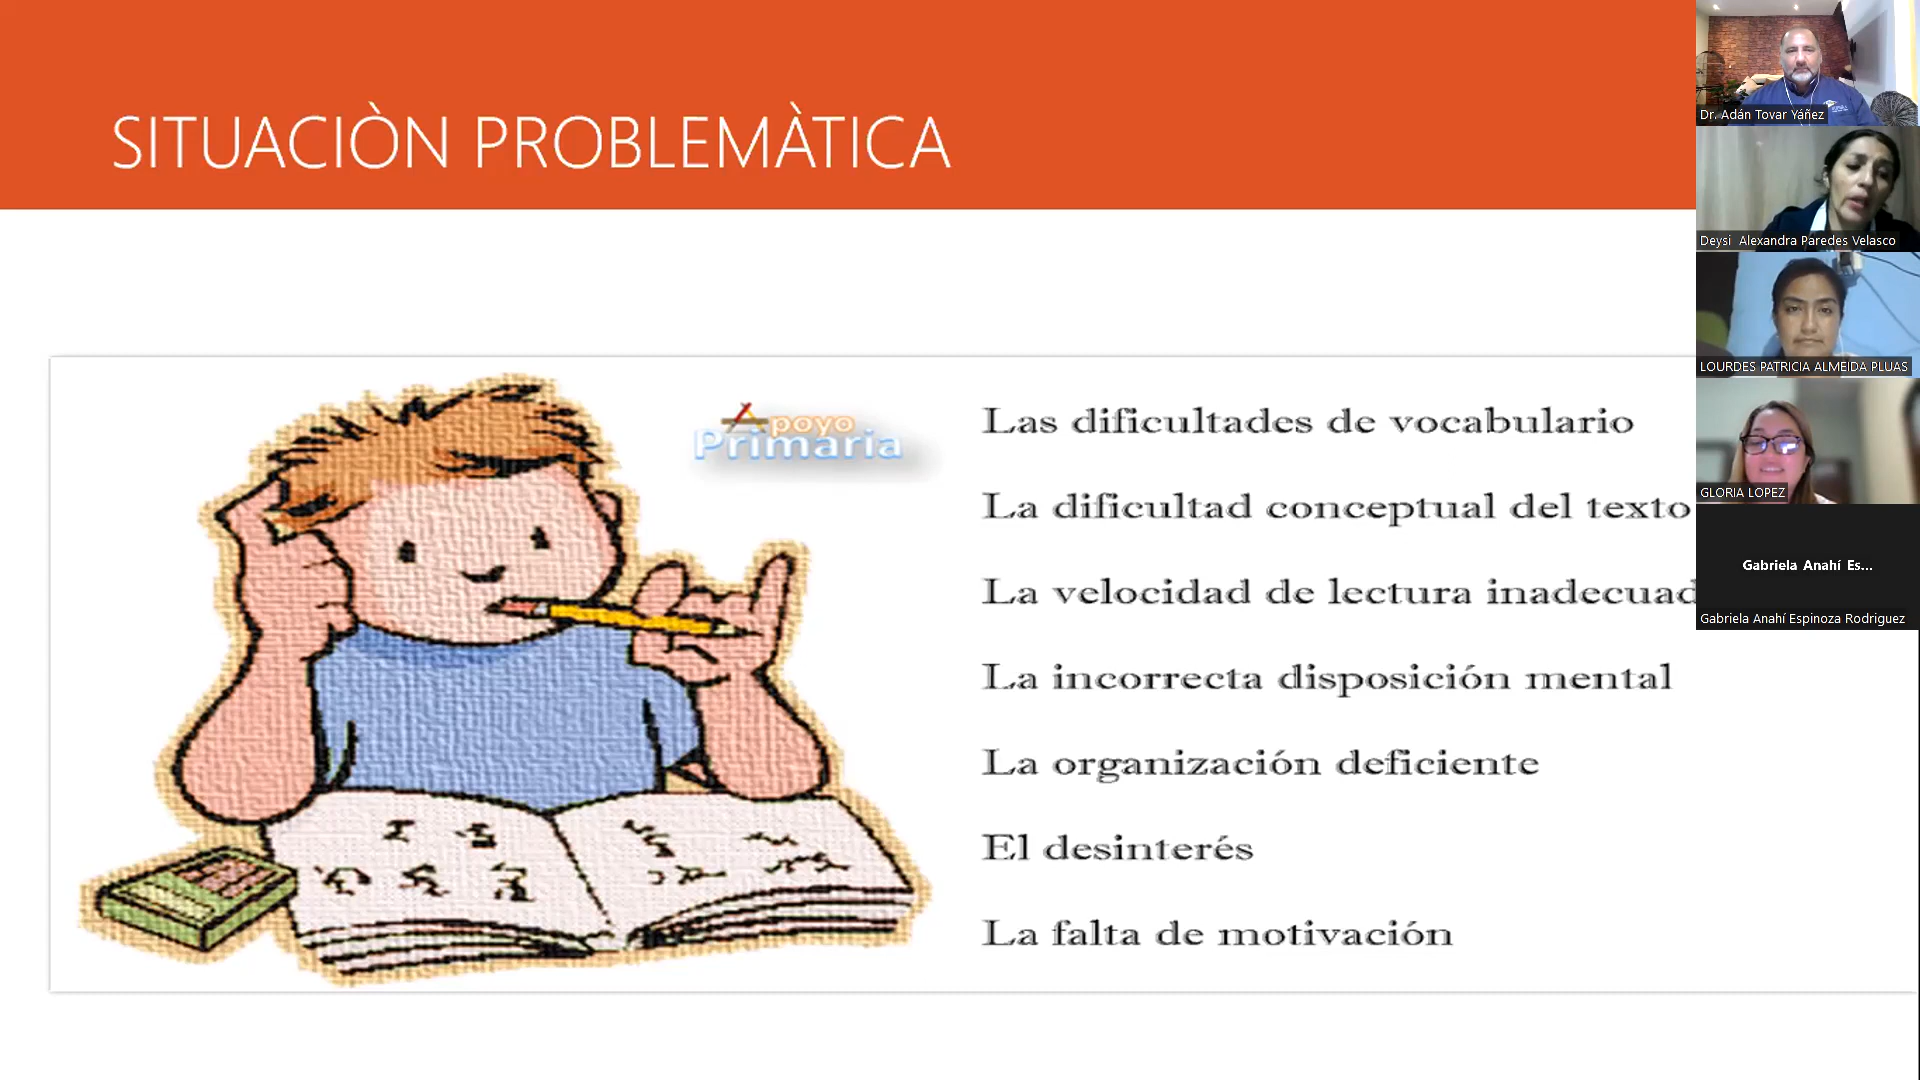 SITUACIÒN PROBLEMÀTICA
Apoyo
Primaria
Las dificultades de vocabulario
La dificultad conceptual del texto
La velocidad de lectura inadecuad
La incorrecta disposición mental
La organización deficiente
El desinterés
La falta de motivación
Dr. Adán Tovar Yáñez
Deysi Alexandra Paredes Velasco
LOURDES PATRICIA ALMEIDA PLUAS
GLORIA LOPEZ
Gabriela Anahí Es...
Gabriela Anahí Espinoza Rodriguez